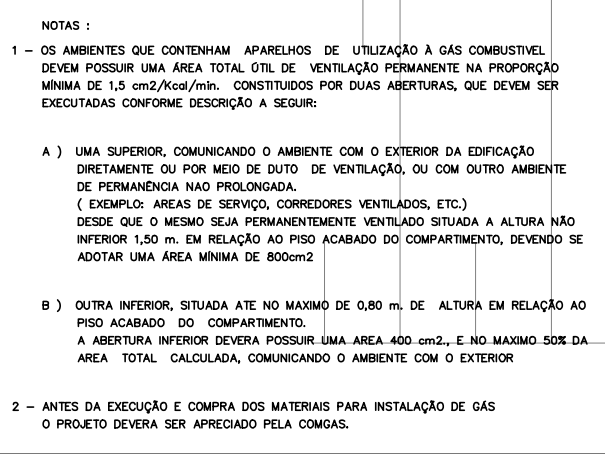 NOTAS :
1 – OS AMBIENTES QUE CONTENHAM APARELHOS DE UTILIZAÇÃO À GÁS COMBUSTIVEL
DEVEM POSSUIR UMA ÁREA TOTAL ÚTIL DE VENTILAÇÃO PERMANENTE NA PROPORÇÃO
MÍNIMA DE 1,5 cm2/Kcal/min. CONSTITUIDOS POR DUAS ABERTURAS, QUE DEVEM SER
EXECUTADAS CONFORME DESCRIÇÃO A SEGUIR:
A ) UMA SUPERIOR, COMUNICANDO O AMBIENTE COM O EXTERIOR DA EDIFICAÇÃO
DIRETAMENTE OU POR MEIO DE DUTO DE VENTILAÇÃO, OU COM OUTRO AMBIENTE
DE PERMANÊNCIA NAO PROLONGADA.
( EXEMPLO: AREAS DE SERVIÇO, CORREDORES VENTILADOS, ETC.)
DESDE QUE O MESMO SEJA PERMANENTEMENTE VENTILADO SITUADA A ALTURA NÃO
INFERIOR 1,50 m. EM RELAÇÃO AO PISO ACABADO DO COMPARTIMENTO, DEVENDO SE
ADOTAR UMA ÁREA MÍNIMA DE 800cm2
B ) OUTRA INFERIOR, SITUADA ATE NO MAXIMO DE 0,80 m. DE ALTURA EM RELAÇÃO AO
PISO ACABADO DO COMPARTIMENTO.
A ABERTURA INFERIOR DEVERA POSSUIR UMA AREA 400 cm2., E NO MAXIMO 50% DA
AREA TOTAL CALCULADA, COMUNICANDO O AMBIENTE COM O EXTERIOR
2 – ANTES DA EXECUÇÃO E COMPRA DOS MATERIAIS PARA INSTALAÇÃO DE GÁS
O PROJETO DEVERA SER APRECIADO PELA COMGAS.